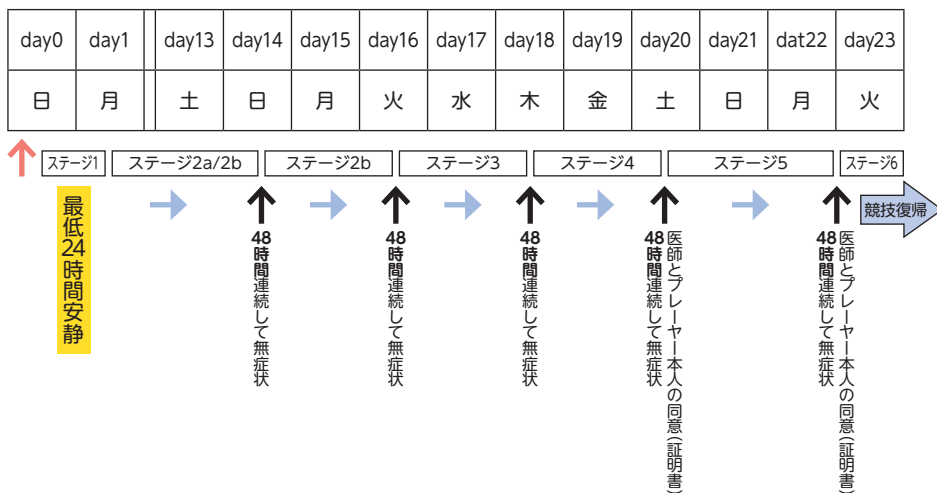 day0 day1 day13 day14 day15 day16 day17 day18 day19 day20 day21 dat22 day23
日 月 土 日 月 火 水 木 金 土 日 月 火
ステージ1 ステージ2a/2b ステージ2b ステージ3 ステージ4 ステージ5 ステージ6
競技復帰
最低24時間安静
48時間連続して無症状
48時間連続して無症状
48時間連続して無症状
医師とプレーヤー本人の同意(証明書)
48時間連続して無症状
医師とプレーヤー本人の同意(証明書)
48時間連続して無症状